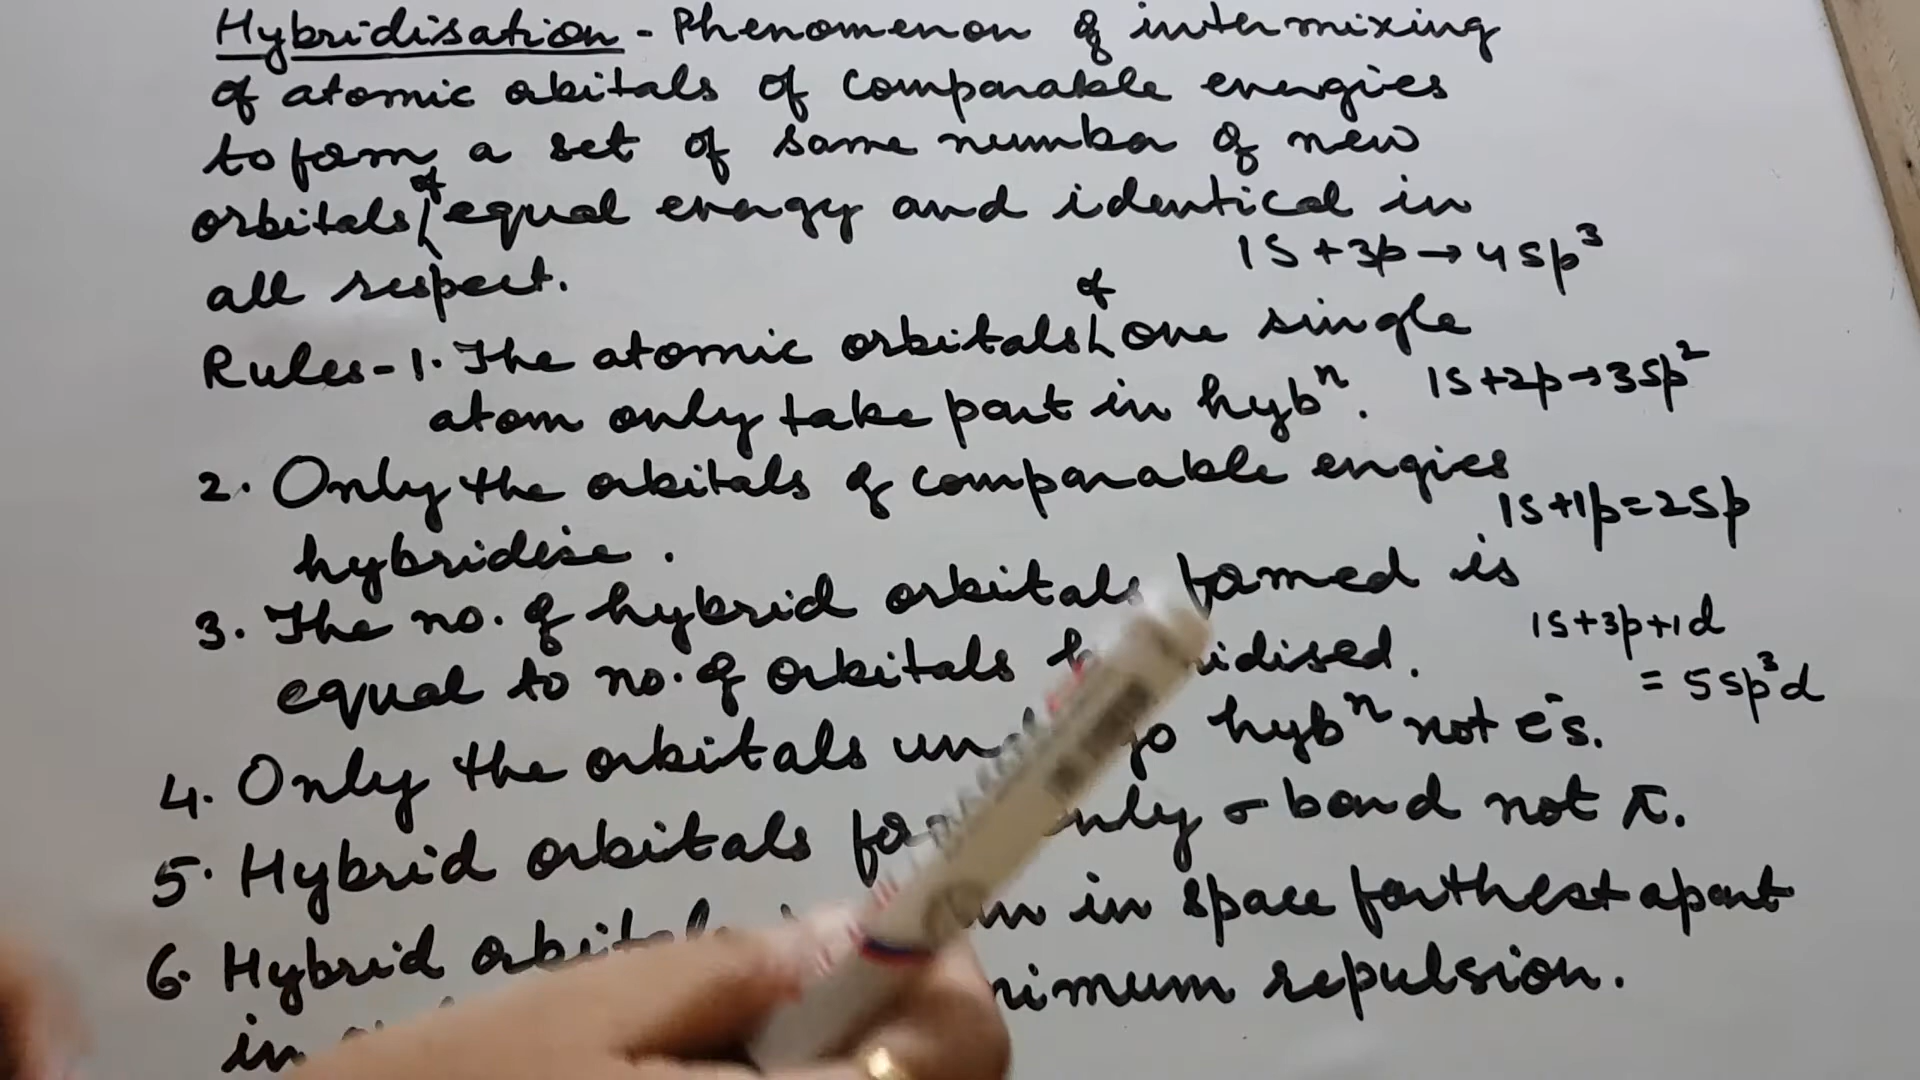 Hybridisation - Phenomenon of intermixing
of atomic orbitals of comparable energies
to form a set of same number of new
orbitals of equal energy and identical in
all respect.
1s+3p→4sp³
Rules-1. The atomic orbitals of one single
atom only take part in hybⁿ.
1s+2p→3sp²
2. Only the orbitals of comparable engies
hybridise.
1s+1p=2sp
3. The no. of hybrid orbitals formed is
equal to no. of orbitals idised.
1s+3p+1d
= 5sp³d
4. Only the orbitals hybⁿ not e⁻s.
5. Hybrid orbitals σ-bond not π.
6. Hybrid in space farthest apart
in repulsion.